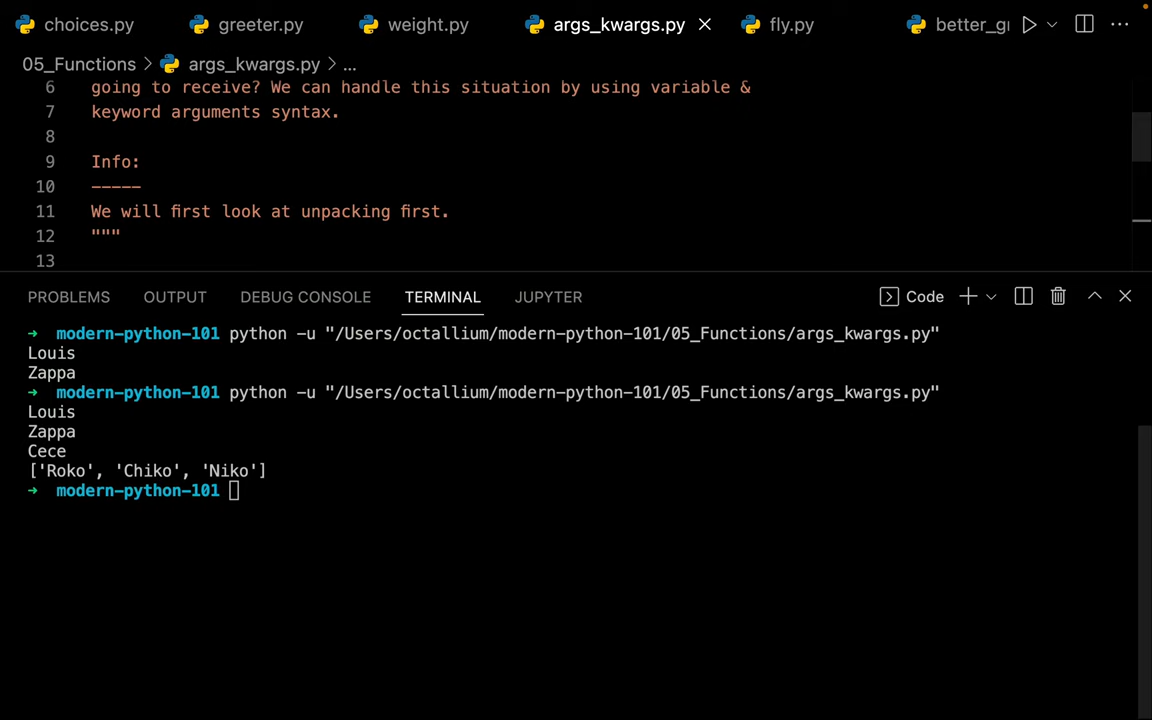 choices.py greeter.py weight.py args_kwargs.py fly.py better_g
05_Functions > args_kwargs.py > ...
6 going to receive? We can handle this situation by using variable &
7 keyword arguments syntax.
8
9 Info:
10 -----
11 We will first look at unpacking first.
12 """
13
PROBLEMS OUTPUT DEBUG CONSOLE TERMINAL JUPYTER Code
→ modern-python-101 python -u "/Users/octallium/modern-python-101/05_Functions/args_kwargs.py"
Louis
Zappa
→ modern-python-101 python -u "/Users/octallium/modern-python-101/05_Functions/args_kwargs.py"
Louis
Zappa
Cece
['Roko', 'Chiko', 'Niko']
→ modern-python-101